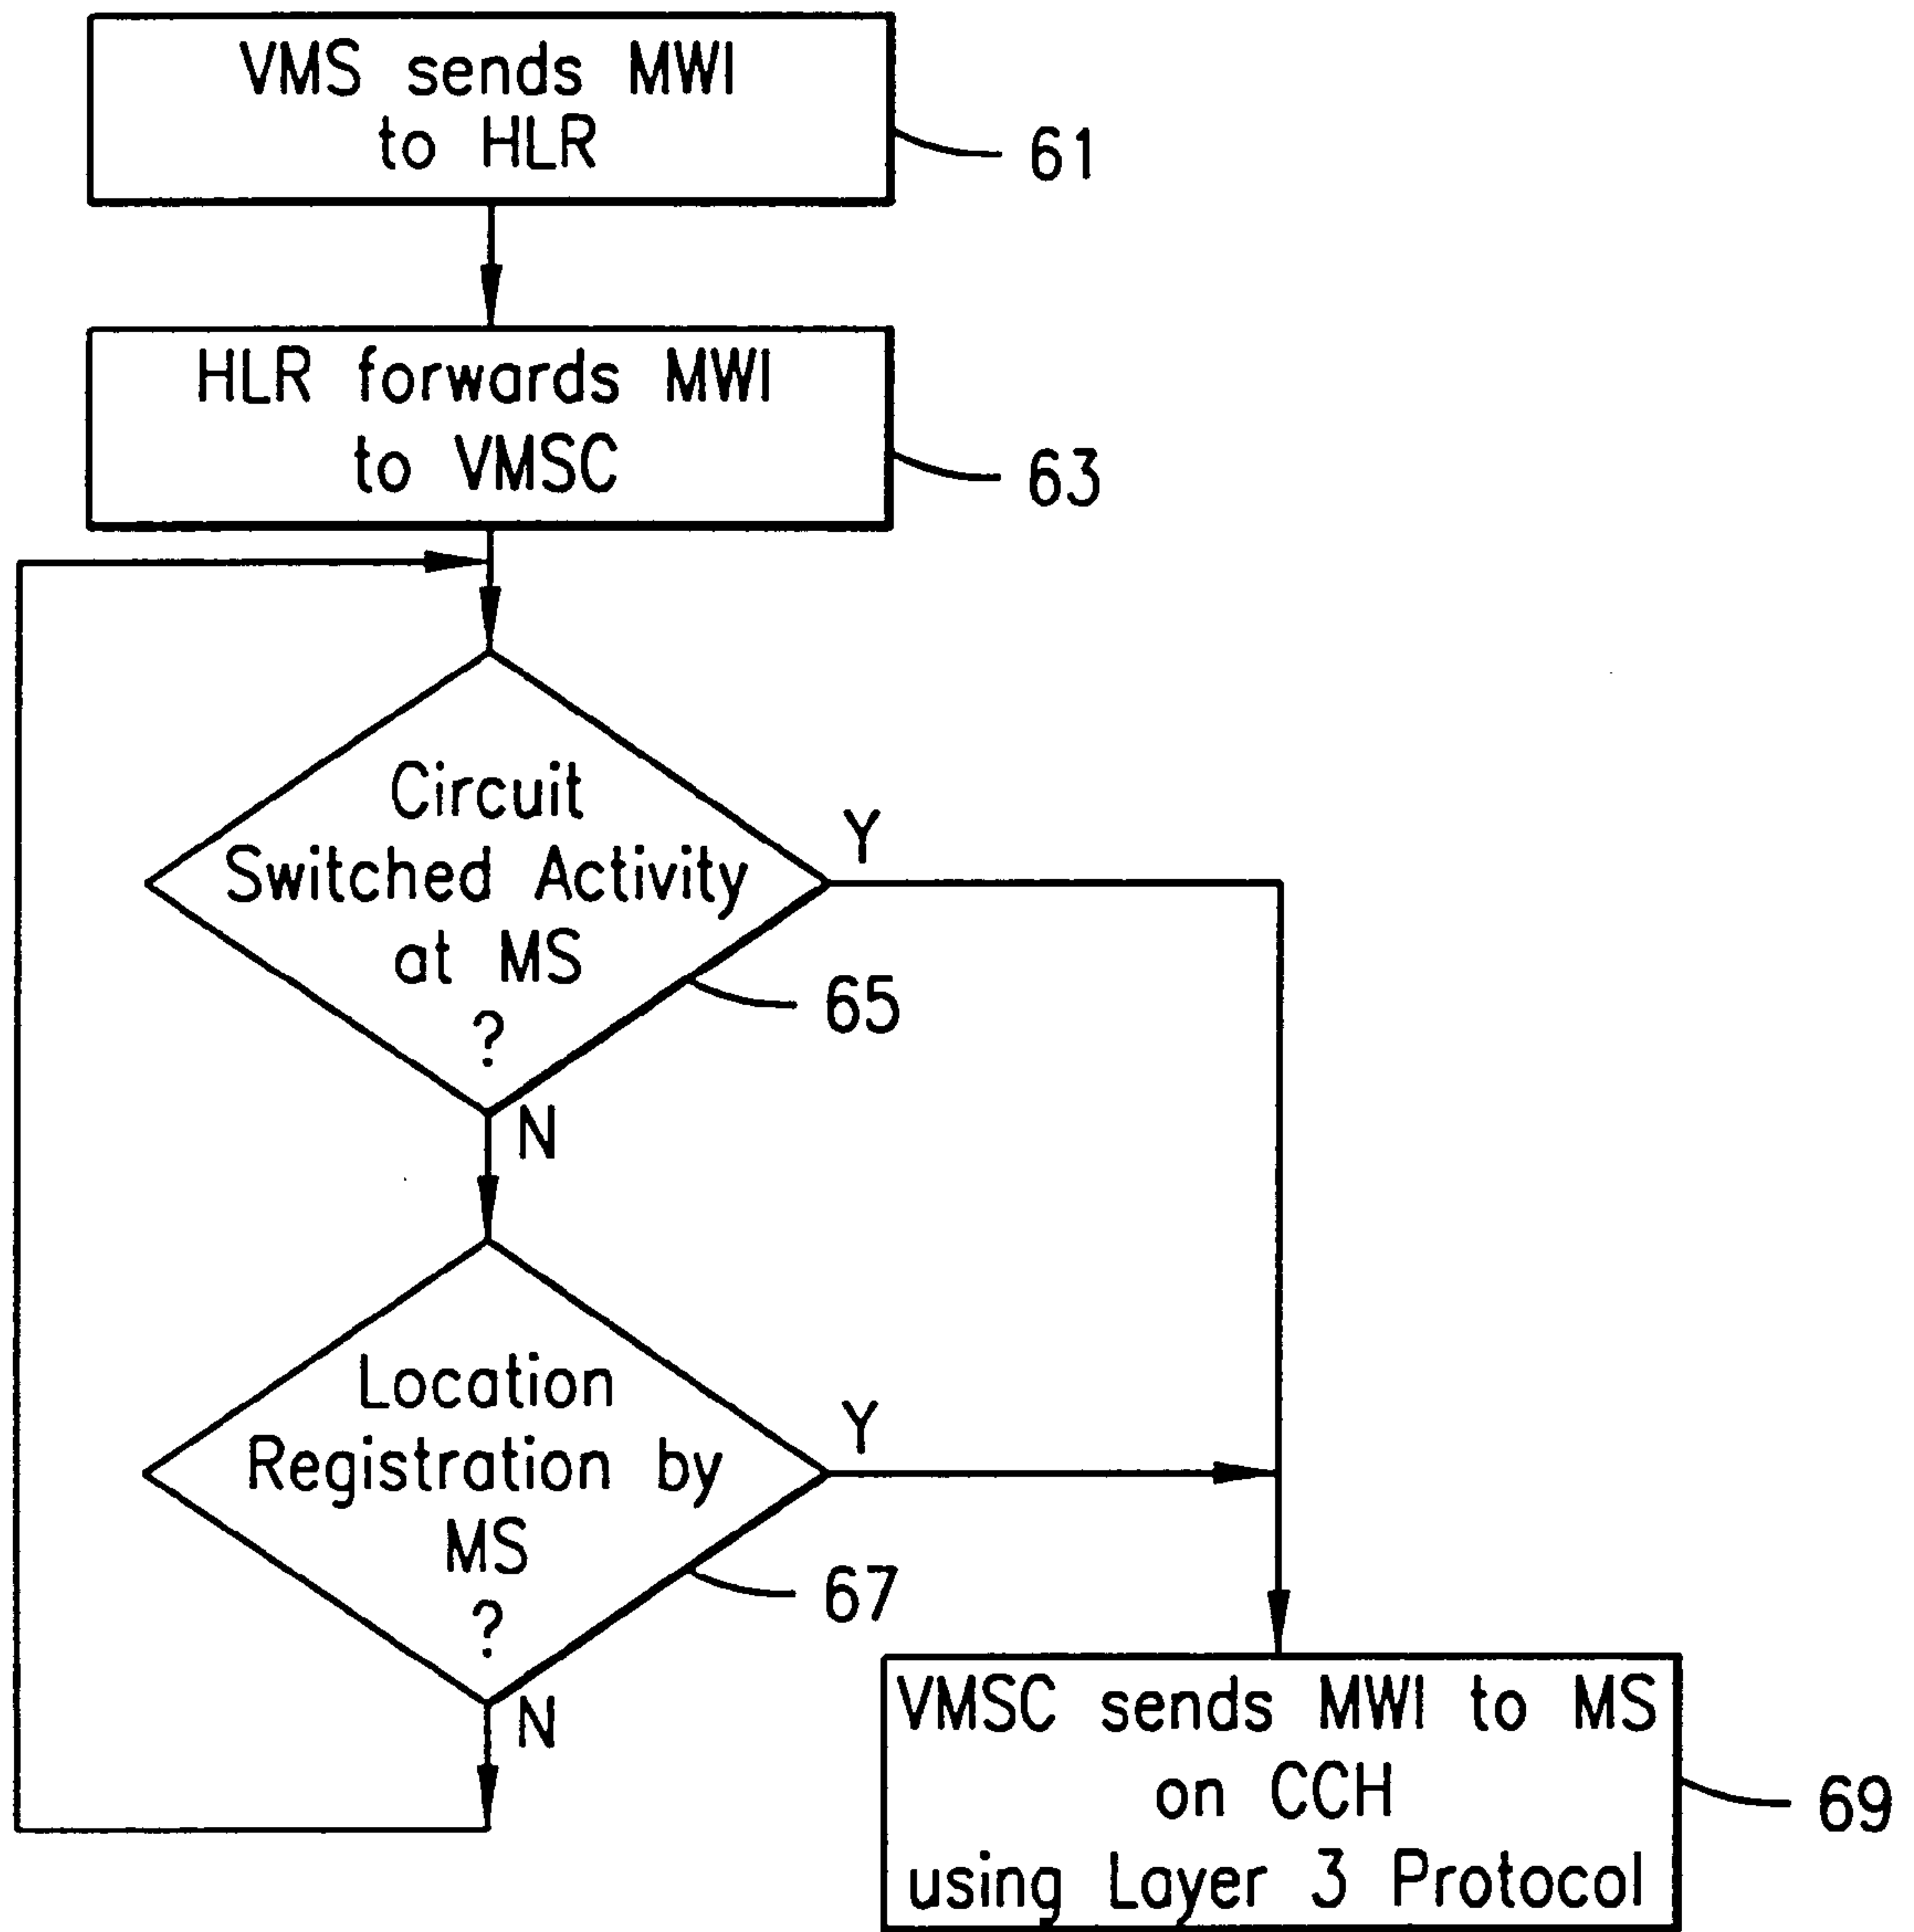 VMS sends MWI
to HLR
61
HLR forwards MWI
to VMSC
63
Circuit
Switched Activity
at MS
?
Y
65
N
Location
Registration by
MS
?
Y
67
N
VMSC sends MWI to MS
on CCH
using Layer 3 Protocol
69